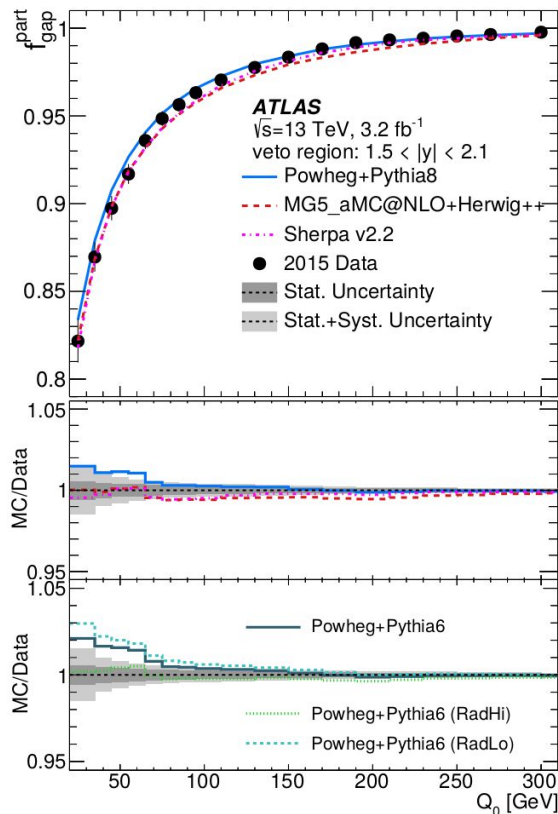 f_gap^part
1
0.95
0.9
0.85
0.8
ATLAS
√s=13 TeV, 3.2 fb⁻¹
veto region: 1.5 < |y| < 2.1
Powheg+Pythia8
MG5_aMC@NLO+Herwig++
Sherpa v2.2
2015 Data
Stat. Uncertainty
Stat.+Syst. Uncertainty
MC/Data
1.05
1
0.95
MC/Data
1.05
1
0.95
Powheg+Pythia6
Powheg+Pythia6 (RadHi)
Powheg+Pythia6 (RadLo)
50 100 150 200 250 300
Q₀ [GeV]